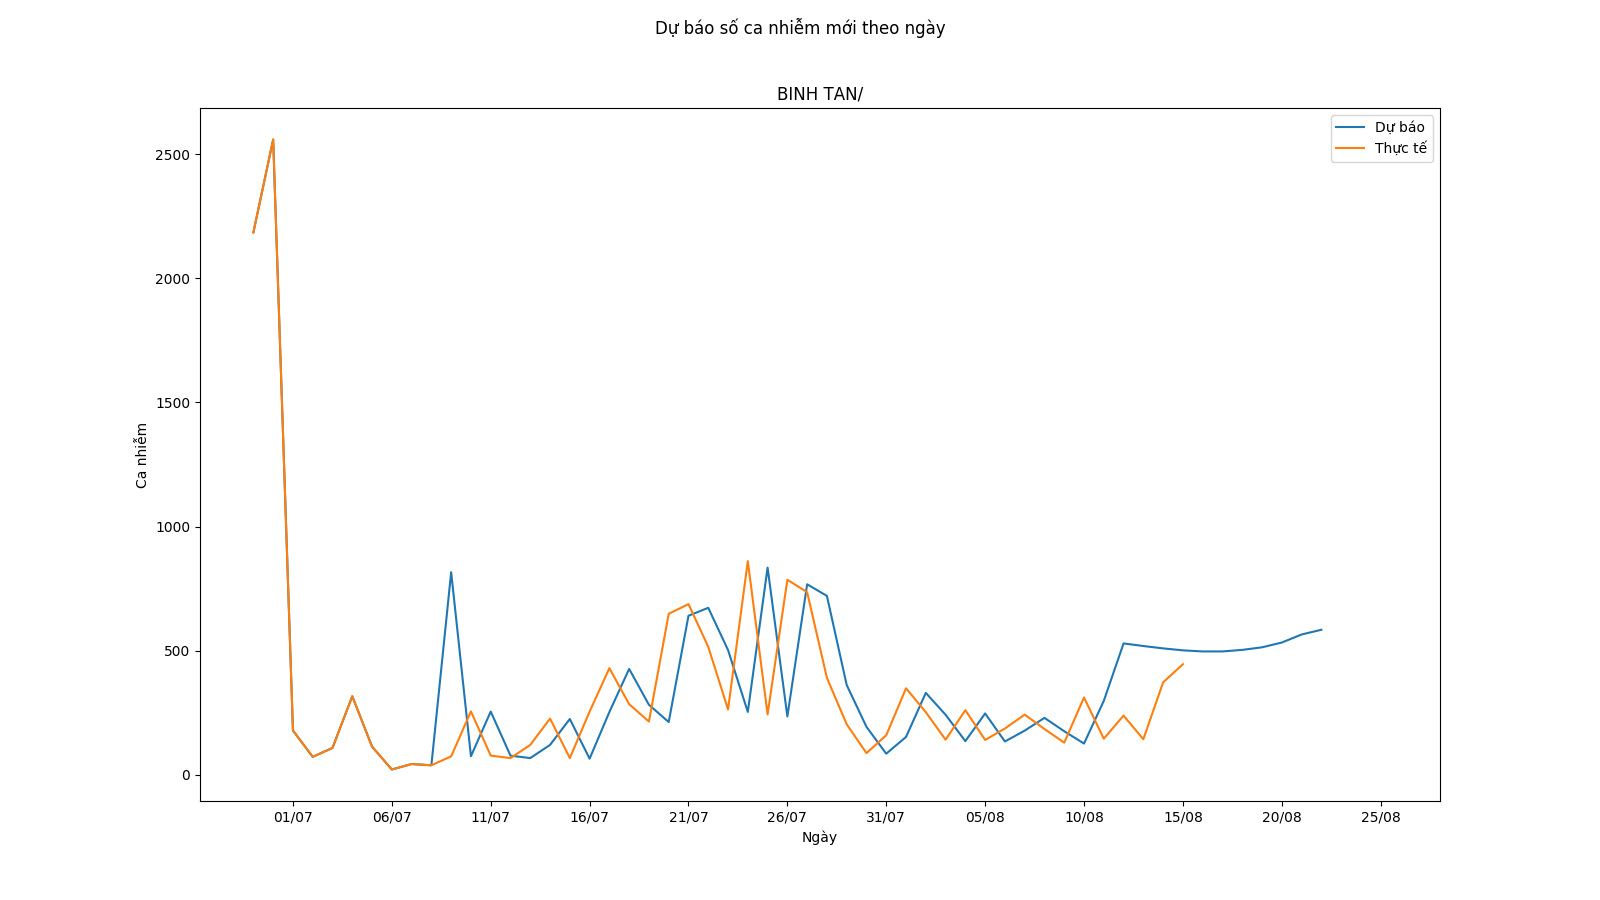 Dự báo số ca nhiễm mới theo ngày
BINH TAN/
Dự báo
Thực tế
2500
2000
1500
1000
500
0
Ca nhiễm
01/07 06/07 11/07 16/07 21/07 26/07 31/07 05/08 10/08 15/08 20/08 25/08
Ngày